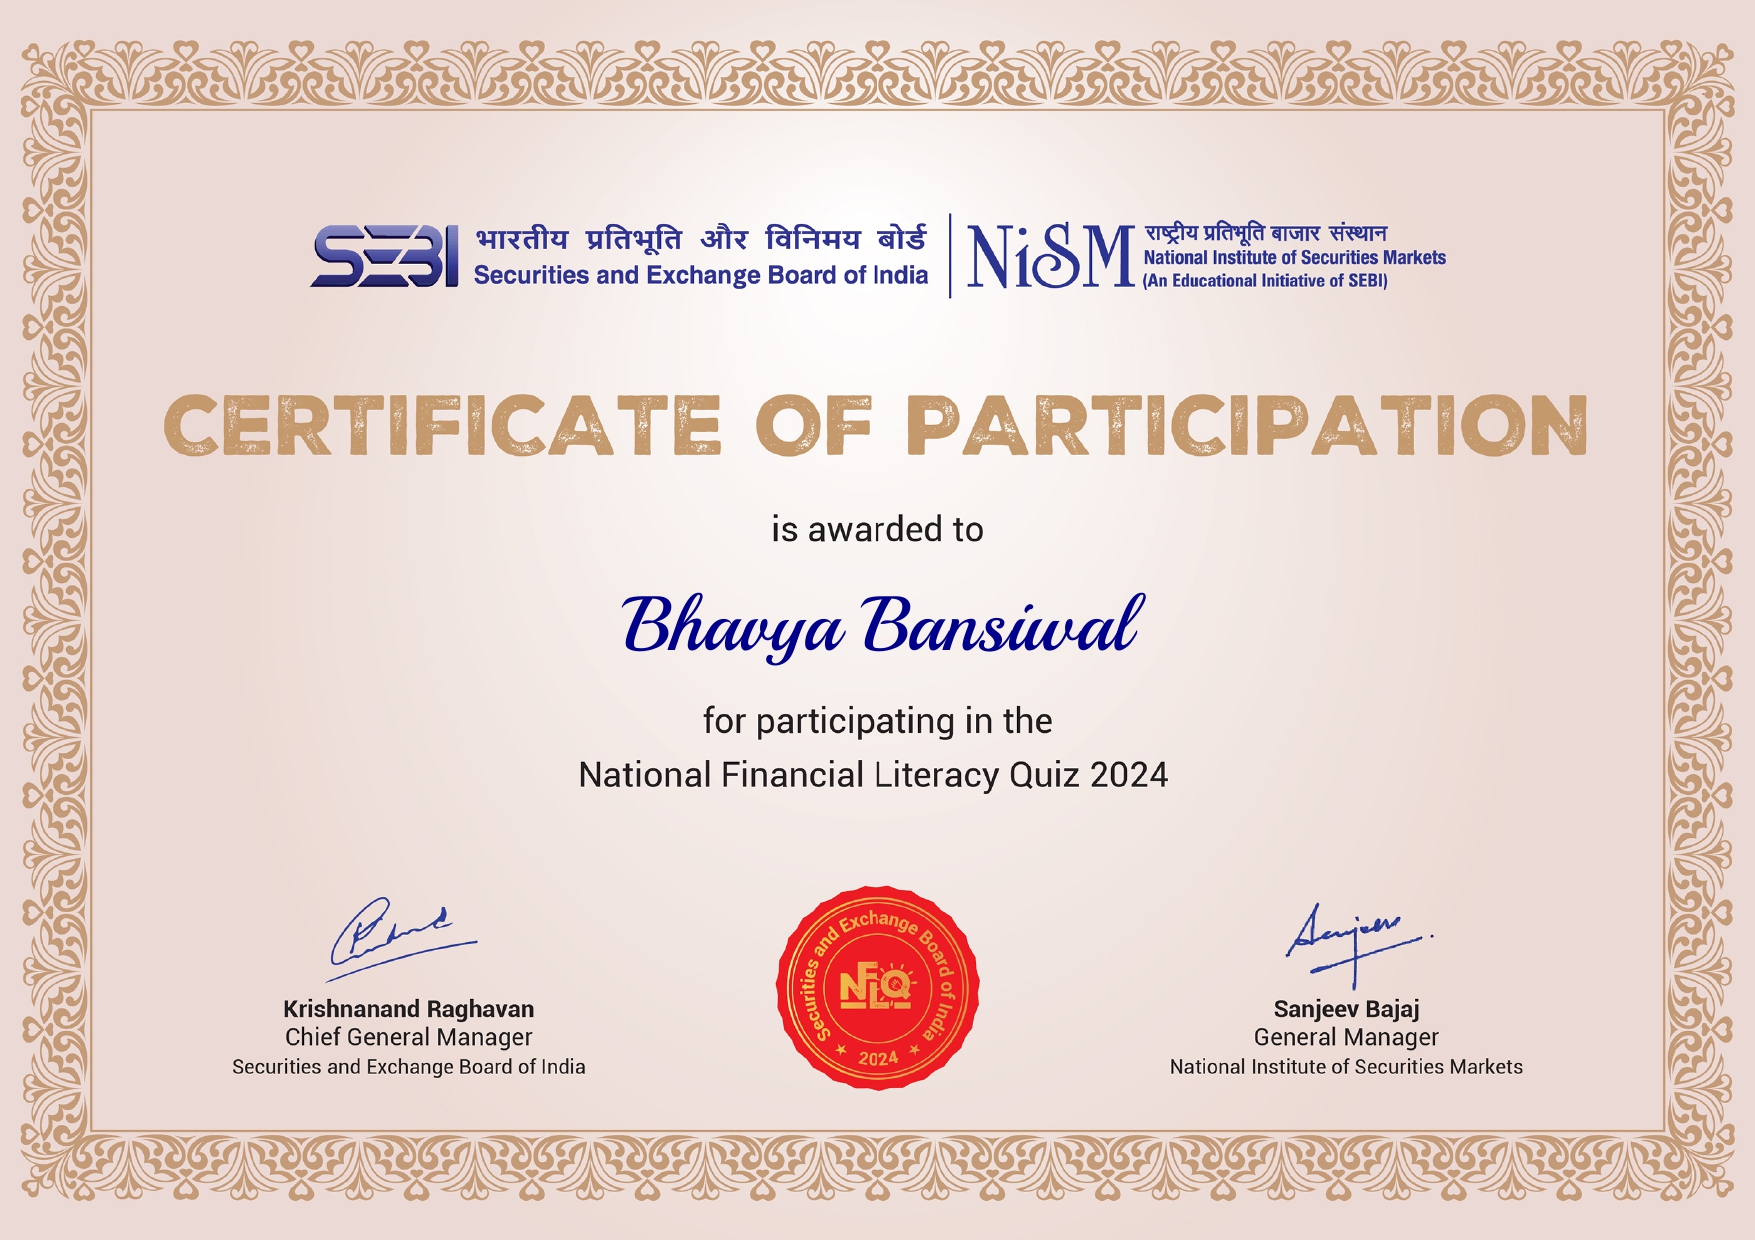 SEBI
भारतीय प्रतिभूति और विनिमय बोर्ड
Securities and Exchange Board of India
NiSM
राष्ट्रीय प्रतिभूति बाजार संस्थान
National Institute of Securities Markets
(An Educational Initiative of SEBI)
CERTIFICATE OF PARTICIPATION
is awarded to
Bhavya Bansiwal
for participating in the
National Financial Literacy Quiz 2024
Krishnanand Raghavan
Chief General Manager
Securities and Exchange Board of India
Securities and Exchange Board of India
NFLQ
★ 2024 ★
Sanjeev
Sanjeev Bajaj
General Manager
National Institute of Securities Markets